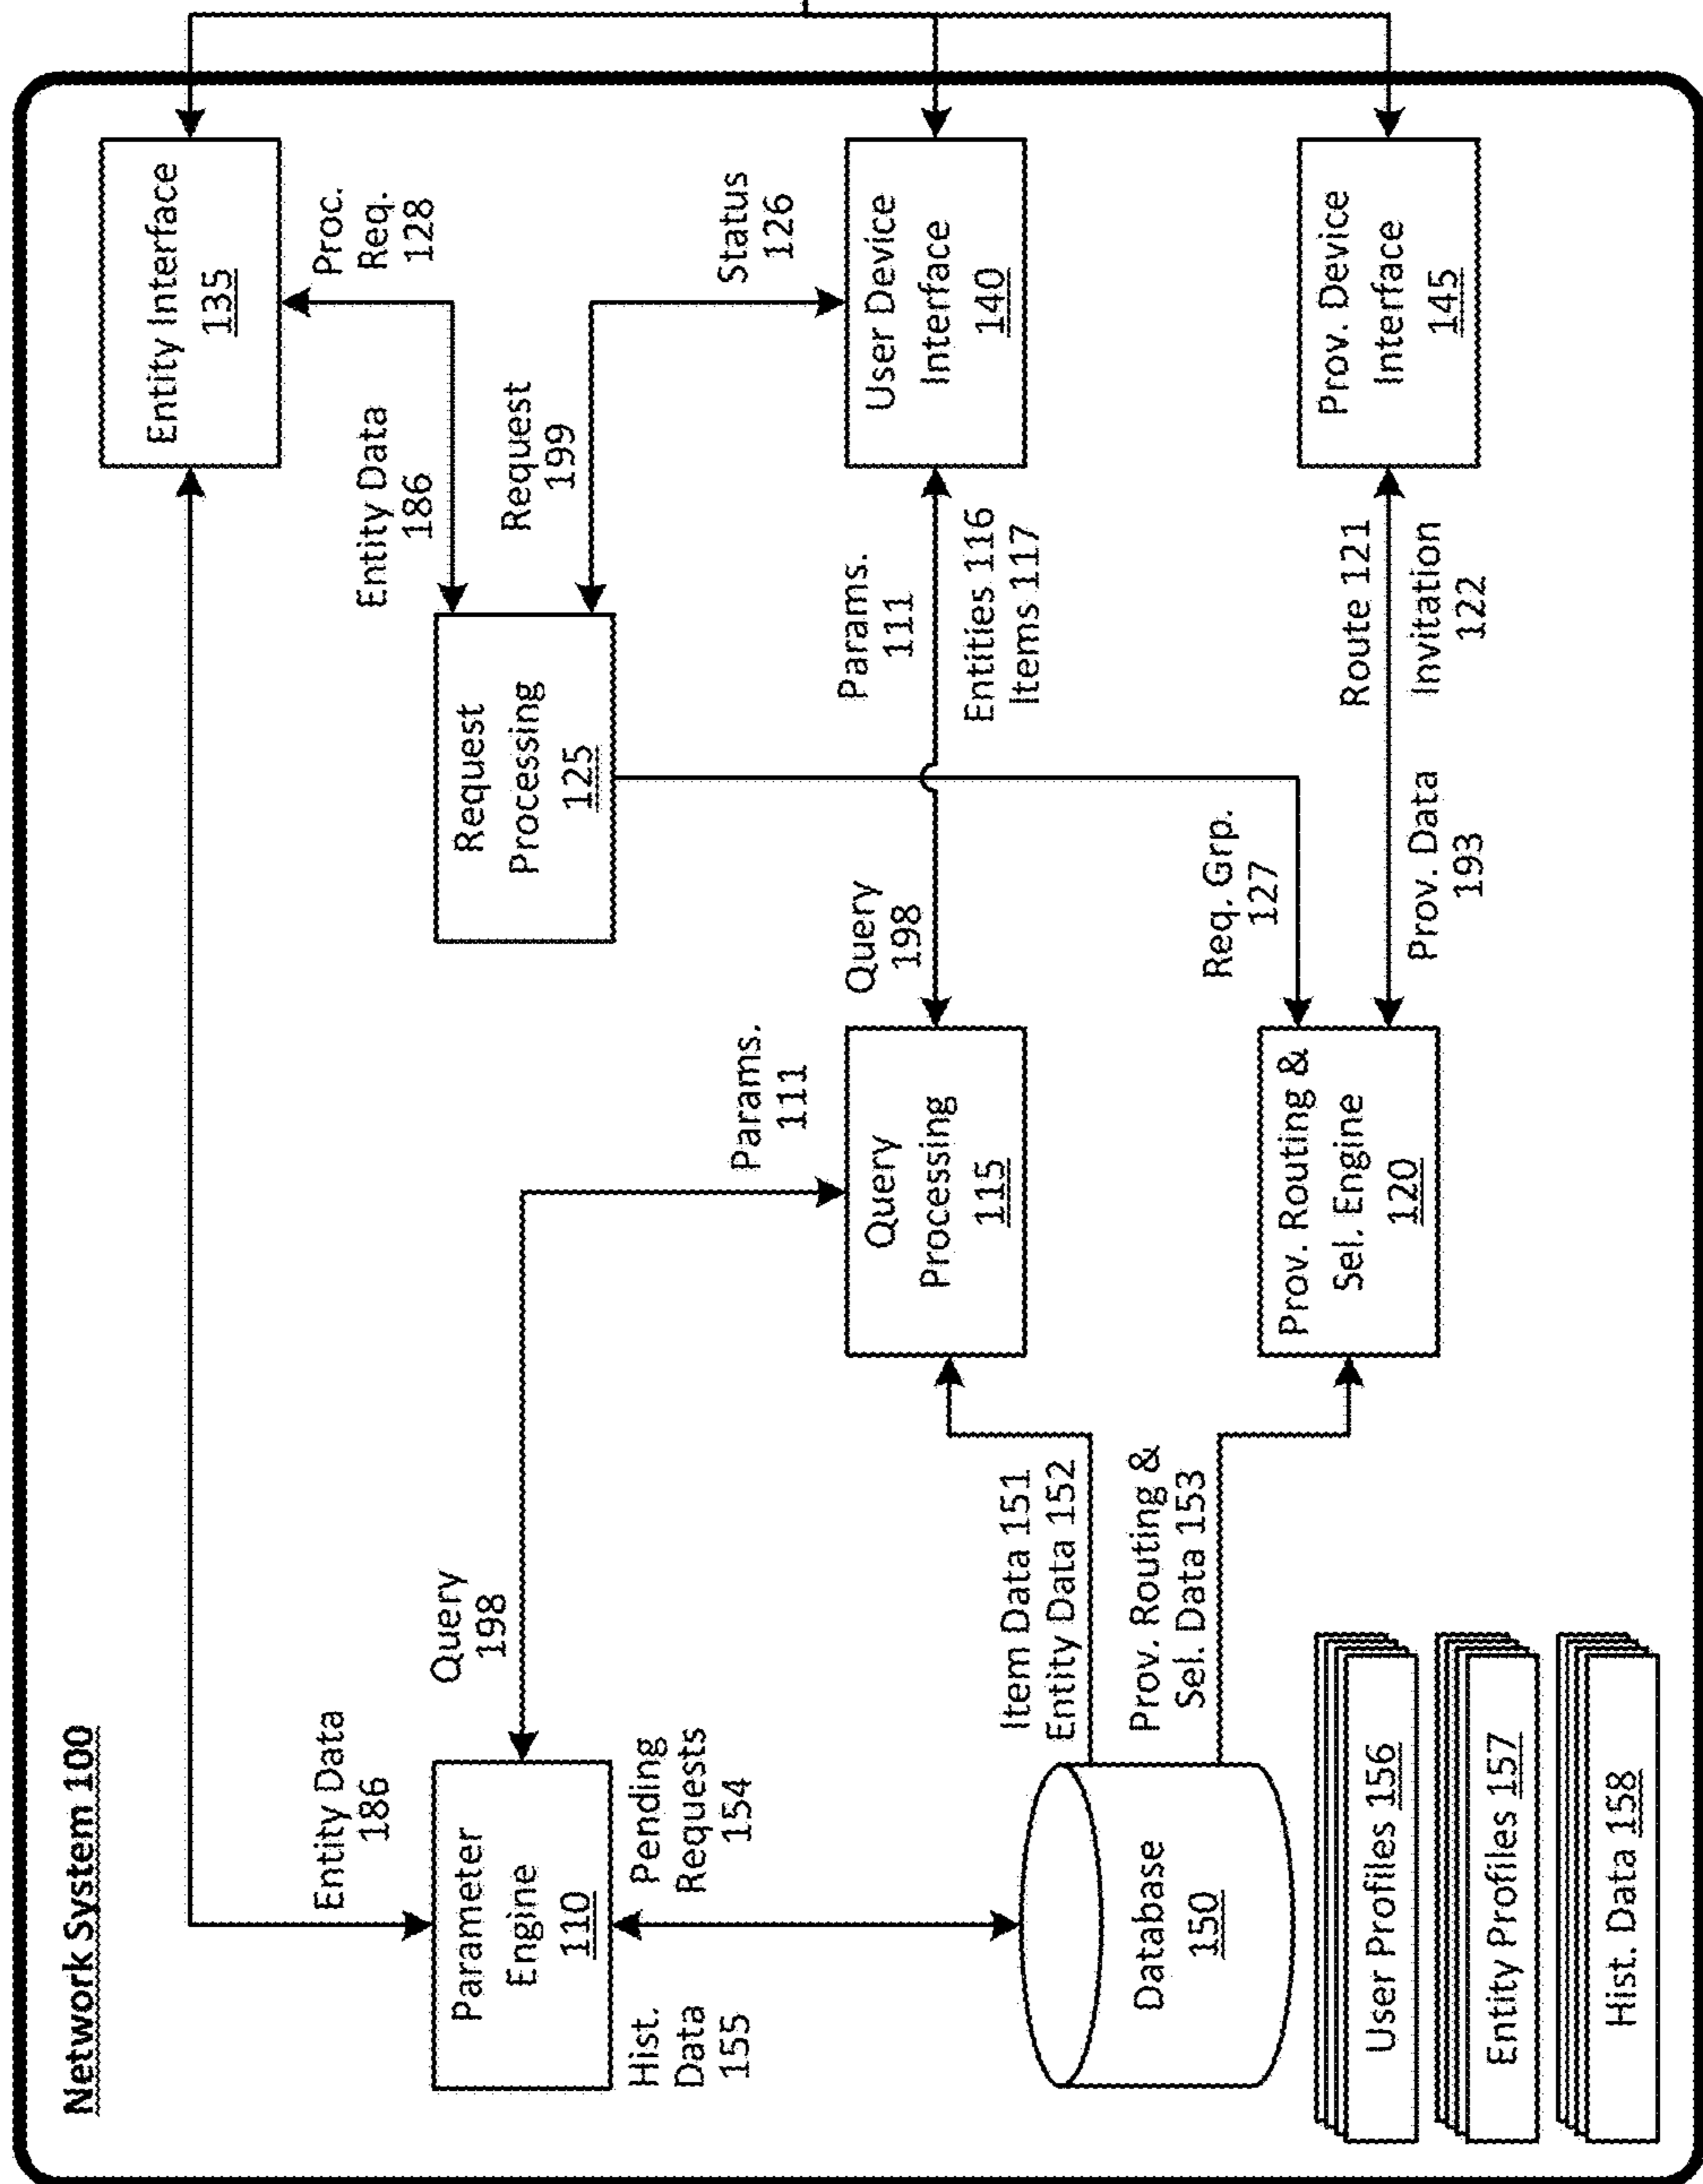 Network System 100
Entity Data
186
Parameter
Engine
110
Hist.
Data
155
Pending
Requests
154
Query
198
Params.
111
Entity Interface
135
Proc.
Req.
128
Entity Data
186
Request
Processing
125
Request
199
Status
126
Query
Processing
115
Query
198
Params.
111
Entities 116
Items 117
User Device
Interface
140
Database
150
Item Data 151
Entity Data 152
Prov. Routing &
Sel. Data 153
Req. Grp.
127
Prov. Routing &
Sel. Engine
120
Route 121
Prov. Data
193
Invitation
122
Prov. Device
Interface
145
User Profiles 156
Entity Profiles 157
Hist. Data 158